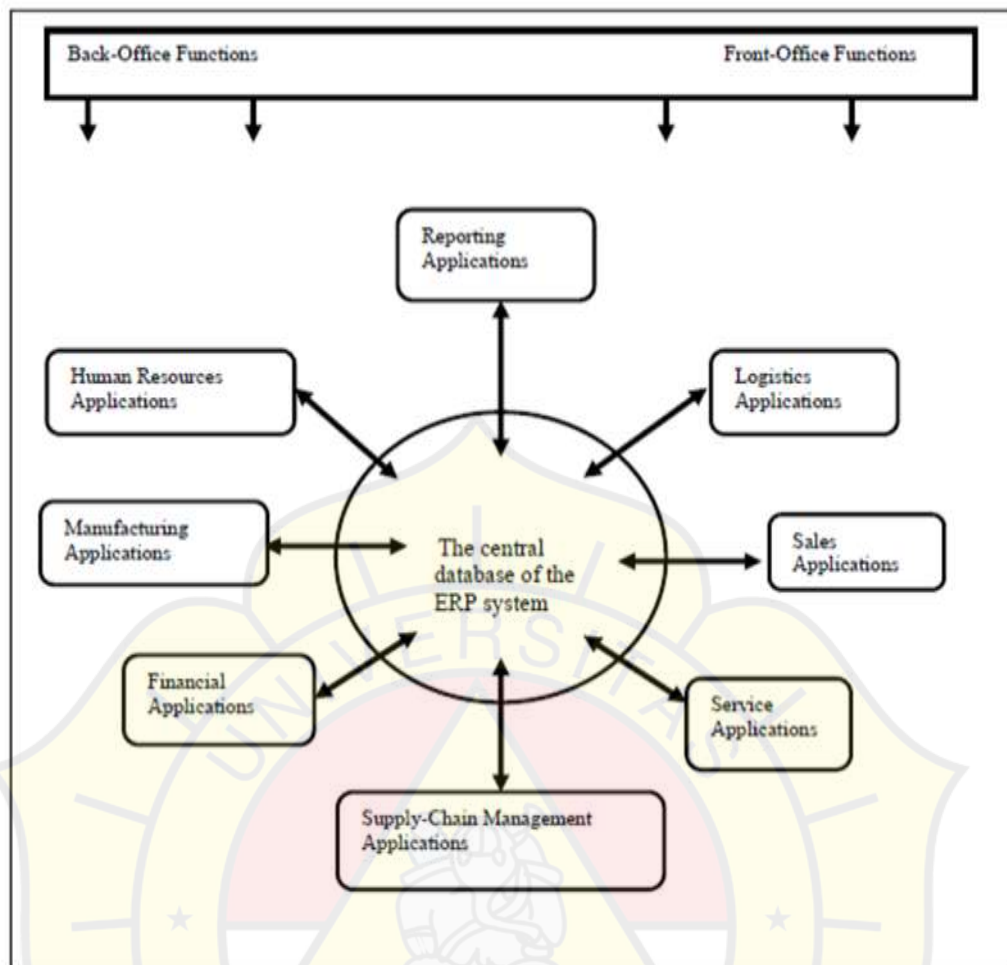 Back-Office Functions
Front-Office Functions
Reporting
Applications
Human Resources
Applications
Logistics
Applications
Manufacturing
Applications
The central
database of the
ERP system
Sales
Applications
Financial
Applications
Service
Applications
Supply-Chain Management
Applications
UNIVERSITAS